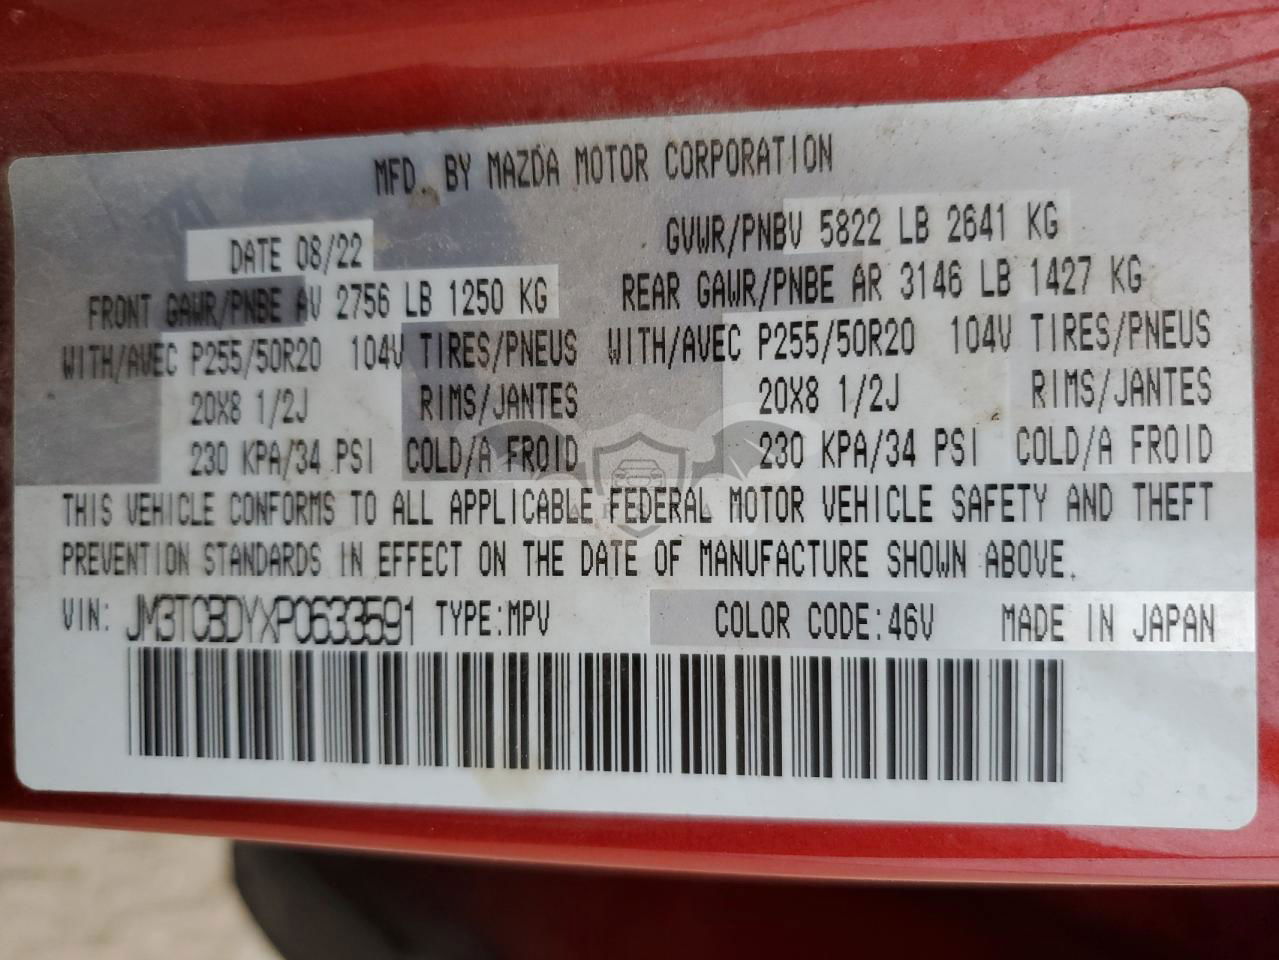 MFD. BY MAZDA MOTOR CORPORATION
DATE 08/22 GVWR/PNBV 5822 LB 2641 KG
FRONT GAWR/PNBE AV 2756 LB 1250 KG REAR GAWR/PNBE AR 3146 LB 1427 KG
WITH/AVEC P255/50R20 104V TIRES/PNEUS WITH/AVEC P255/50R20 104V TIRES/PNEUS
20X8 1/2J RIMS/JANTES 20X8 1/2J RIMS/JANTES
230 KPA/34 PSI COLD/A FROID 230 KPA/34 PSI COLD/A FROID
THIS VEHICLE CONFORMS TO ALL APPLICABLE FEDERAL MOTOR VEHICLE SAFETY AND THEFT
PREVENTION STANDARDS IN EFFECT ON THE DATE OF MANUFACTURE SHOWN ABOVE.
VIN: JM3TCBDYXP0633591 TYPE:MPV COLOR CODE:46V MADE IN JAPAN